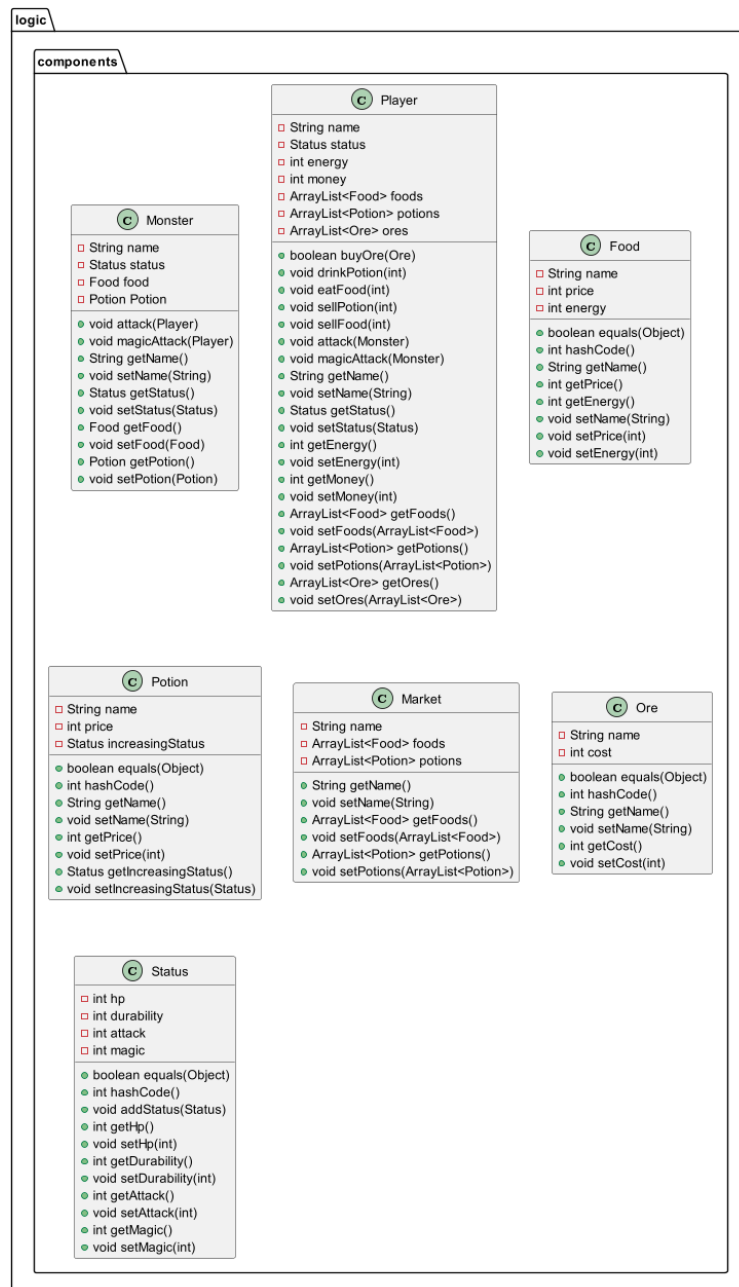 logic
components
C Player
String name
Status status
int energy
int money
ArrayList<Food> foods
ArrayList<Potion> potions
ArrayList<Ore> ores
boolean buyOre(Ore)
void drinkPotion(int)
void eatFood(int)
void sellPotion(int)
void sellFood(int)
void attack(Monster)
void magicAttack(Monster)
String getName()
void setName(String)
Status getStatus()
void setStatus(Status)
int getEnergy()
void setEnergy(int)
int getMoney()
void setMoney(int)
ArrayList<Food> getFoods()
void setFoods(ArrayList<Food>)
ArrayList<Potion> getPotions()
void setPotions(ArrayList<Potion>)
ArrayList<Ore> getOres()
void setOres(ArrayList<Ore>)
C Monster
String name
Status status
Food food
Potion Potion
void attack(Player)
void magicAttack(Player)
String getName()
void setName(String)
Status getStatus()
void setStatus(Status)
Food getFood()
void setFood(Food)
Potion getPotion()
void setPotion(Potion)
C Food
String name
int price
int energy
boolean equals(Object)
int hashCode()
String getName()
int getPrice()
int getEnergy()
void setName(String)
void setPrice(int)
void setEnergy(int)
C Potion
String name
int price
Status increasingStatus
boolean equals(Object)
int hashCode()
String getName()
void setName(String)
int getPrice()
void setPrice(int)
Status getIncreasingStatus()
void setIncreasingStatus(Status)
C Market
String name
ArrayList<Food> foods
ArrayList<Potion> potions
String getName()
void setName(String)
ArrayList<Food> getFoods()
void setFoods(ArrayList<Food>)
ArrayList<Potion> getPotions()
void setPotions(ArrayList<Potion>)
C Ore
String name
int cost
boolean equals(Object)
int hashCode()
String getName()
void setName(String)
int getCost()
void setCost(int)
C Status
int hp
int durability
int attack
int magic
boolean equals(Object)
int hashCode()
void addStatus(Status)
int getHp()
void setHp(int)
int getDurability()
void setDurability(int)
int getAttack()
void setAttack(int)
int getMagic()
void setMagic(int)